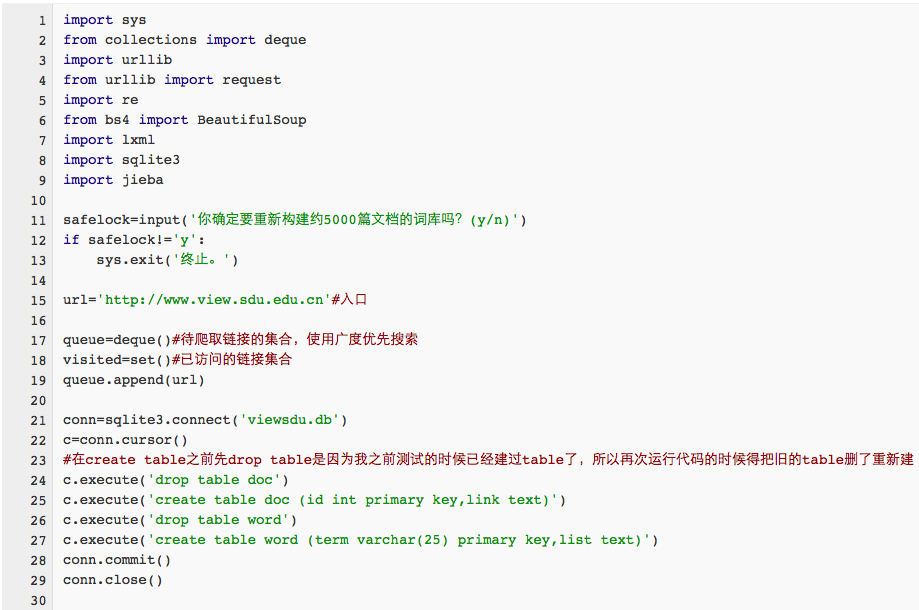 1 import sys
2 from collections import deque
3 import urllib
4 from urllib import request
5 import re
6 from bs4 import BeautifulSoup
7 import lxml
8 import sqlite3
9 import jieba
10
11 safelock=input('你确定要重新构建约5000篇文档的词库吗？(y/n)')
12 if safelock!='y':
13     sys.exit('终止。')
14
15 url='http://www.view.sdu.edu.cn'#入口
16
17 queue=deque()#待爬取链接的集合，使用广度优先搜索
18 visited=set()#已访问的链接集合
19 queue.append(url)
20
21 conn=sqlite3.connect('viewsdu.db')
22 c=conn.cursor()
23 #在create table之前先drop table是因为我之前测试的时候已经建过table了，所以再次运行代码的时候得把旧的table删了重新建
24 c.execute('drop table doc')
25 c.execute('create table doc (id int primary key,link text)')
26 c.execute('drop table word')
27 c.execute('create table word (term varchar(25) primary key,list text)')
28 conn.commit()
29 conn.close()
30